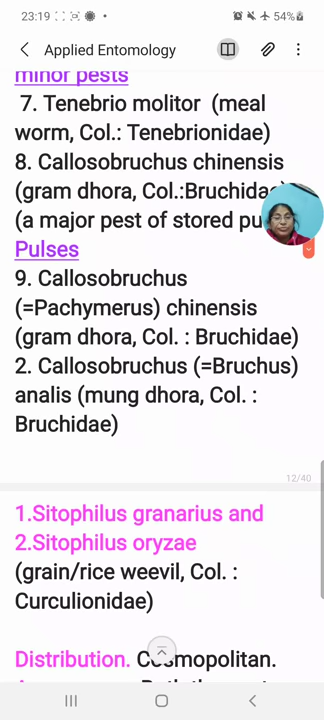 23:19
54%
Applied Entomology
minor pests
7. Tenebrio molitor (meal
worm, Col.: Tenebrionidae)
8. Callosobruchus chinensis
(gram dhora, Col.:Bruchidae)
(a major pest of stored pu
Pulses
9. Callosobruchus
(=Pachymerus) chinensis
(gram dhora, Col. : Bruchidae)
2. Callosobruchus (=Bruchus)
analis (mung dhora, Col. :
Bruchidae)
12/40
1.Sitophilus granarius and
2.Sitophilus oryzae
(grain/rice weevil, Col. :
Curculionidae)
Distribution. Cosmopolitan.